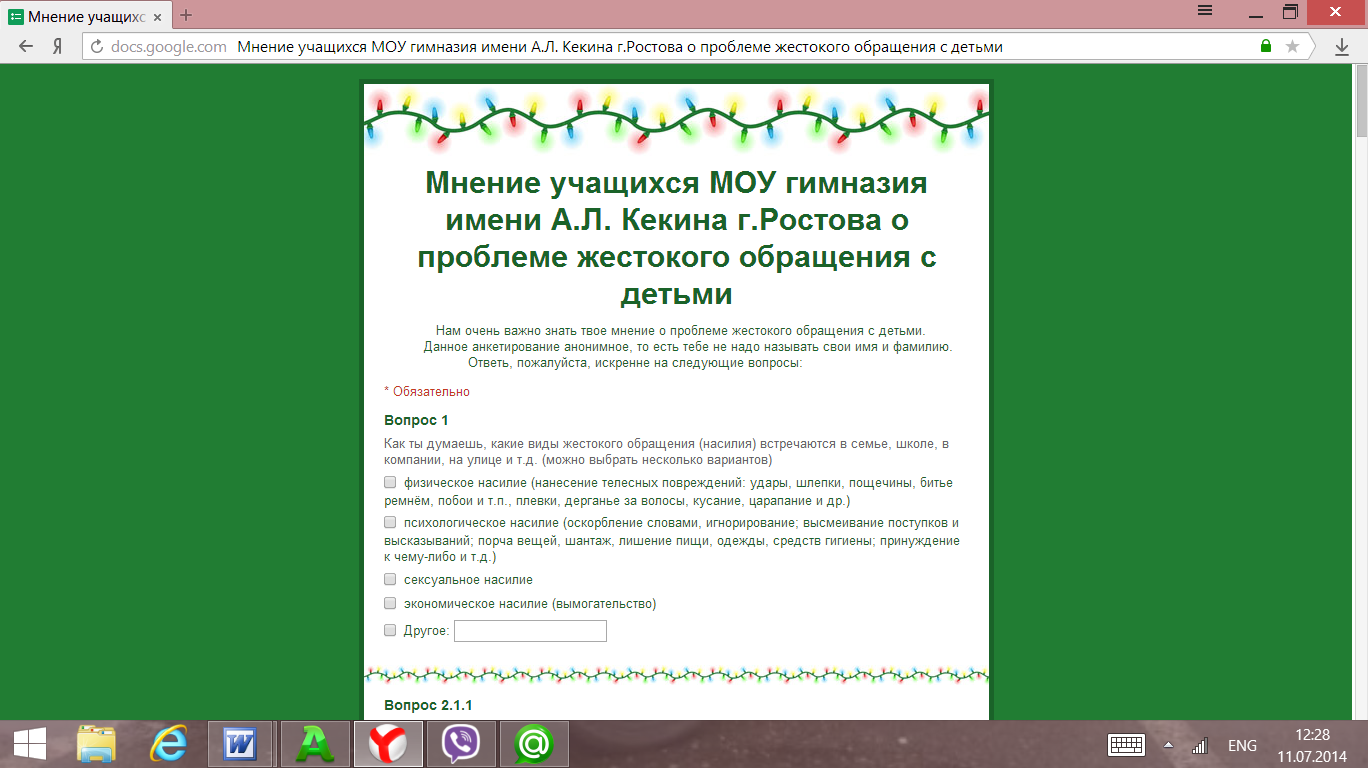 Мнение учащихс
docs.google.com Мнение учащихся МОУ гимназия имени А.Л. Кекина г.Ростова о проблеме жестокого обращения с детьми
Мнение учащихся МОУ гимназия
имени А.Л. Кекина г.Ростова о
проблеме жестокого обращения с
детьми
Нам очень важно знать твое мнение о проблеме жестокого обращения с детьми.
Данное анкетирование анонимное, то есть тебе не надо называть свои имя и фамилию.
Ответь, пожалуйста, искренне на следующие вопросы:
* Обязательно
Вопрос 1
Как ты думаешь, какие виды жестокого обращения (насилия) встречаются в семье, школе, в
компании, на улице и т.д. (можно выбрать несколько вариантов)
физическое насилие (нанесение телесных повреждений: удары, шлепки, пощечины, битье
ремнём, побои и т.п., плевки, дерганье за волосы, кусание, царапание и др.)
психологическое насилие (оскорбление словами, игнорирование; высмеивание поступков и
высказываний; порча вещей, шантаж, лишение пищи, одежды, средств гигиены; принуждение
к чему-либо и т.д.)
сексуальное насилие
экономическое насилие (вымогательство)
Другое:
Вопрос 2.1.1
ENG
12:28
11.07.2014